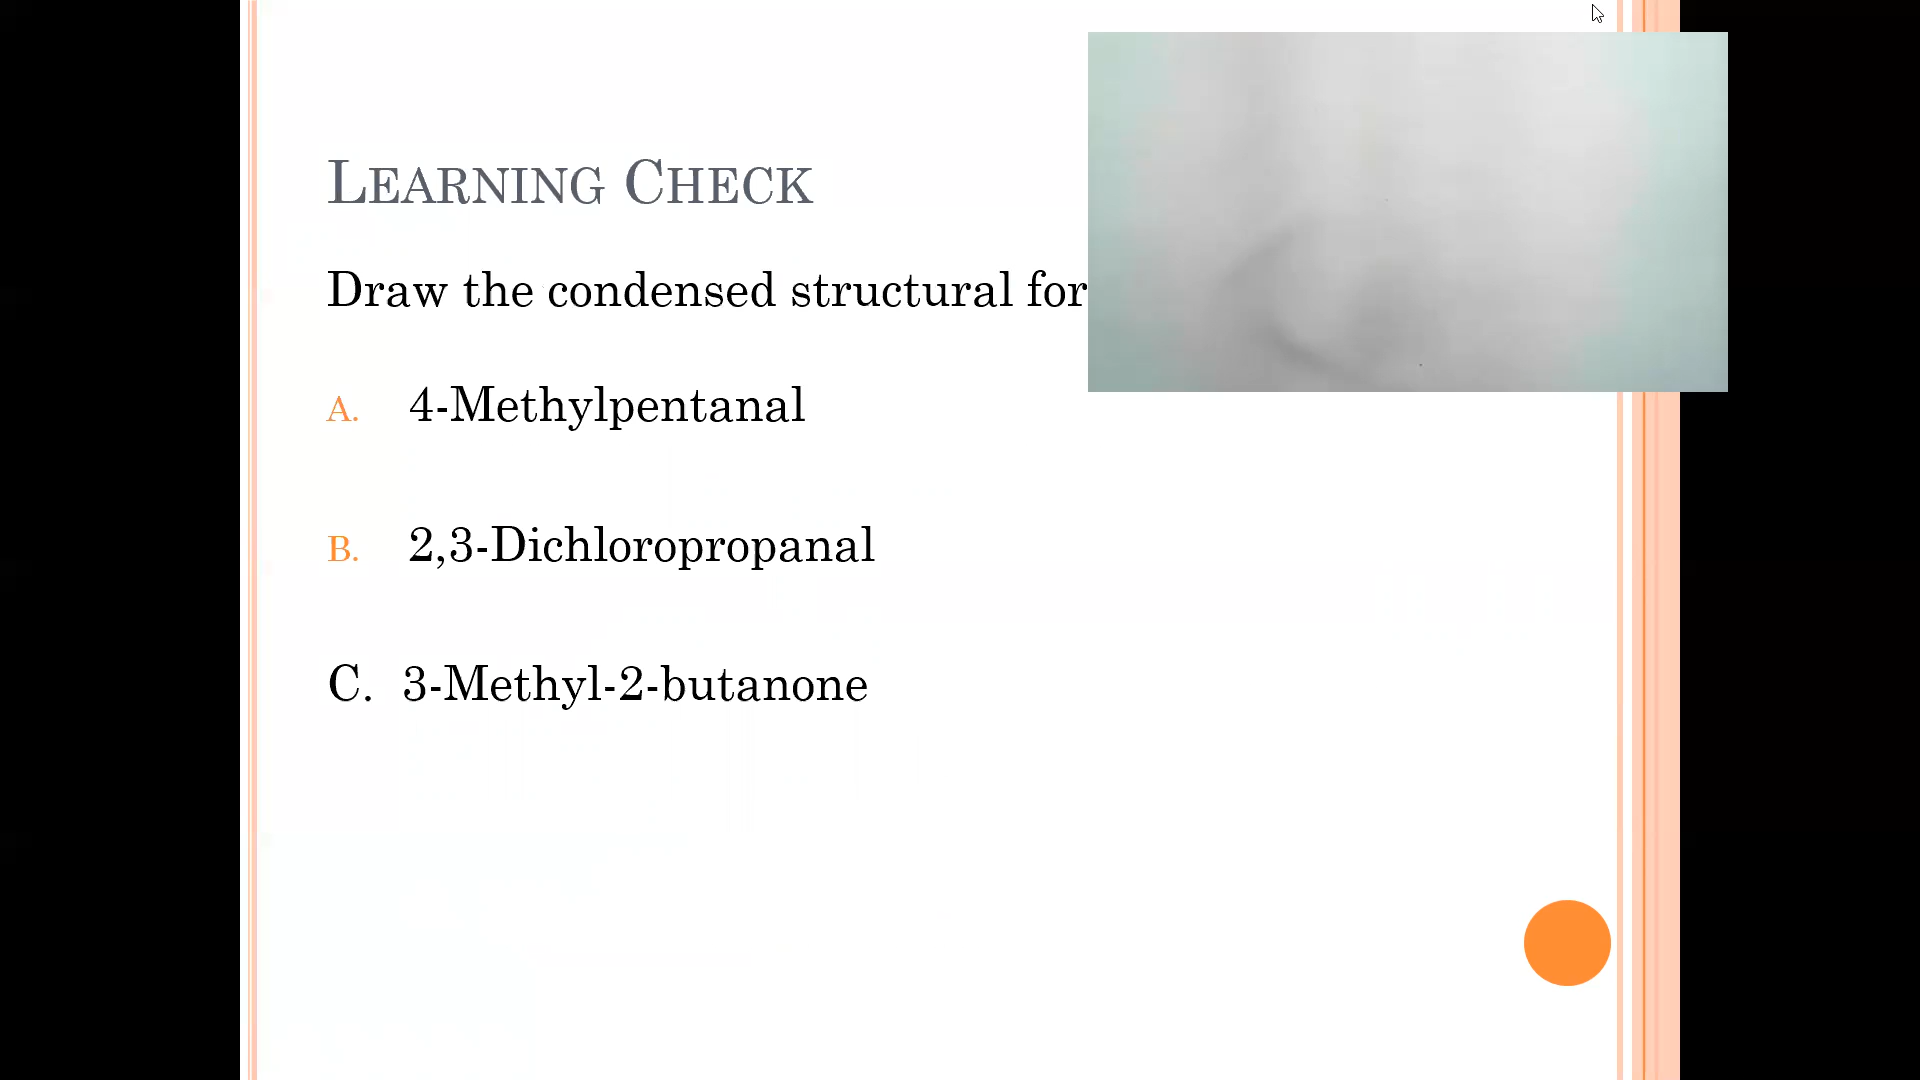 LEARNING CHECK
Draw the condensed structural for
A. 4-Methylpentanal
B. 2,3-Dichloropropanal
C. 3-Methyl-2-butanone